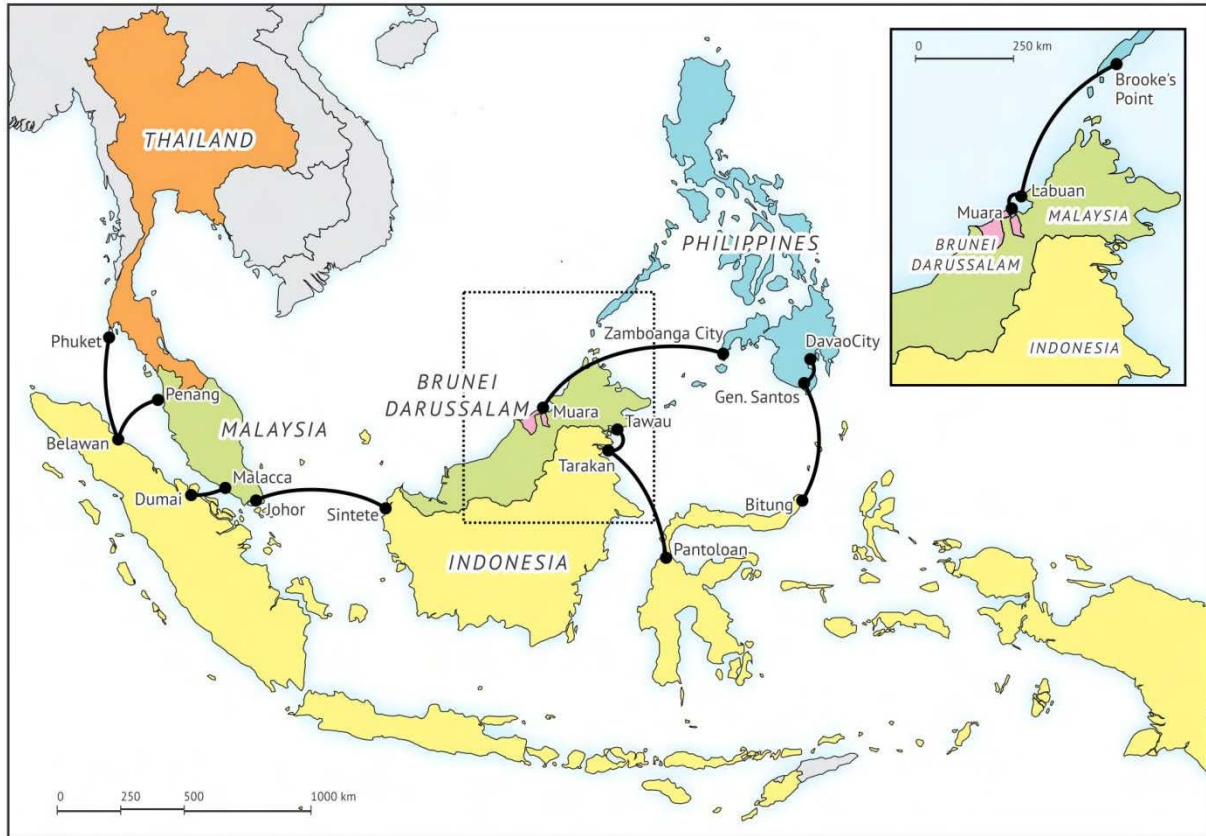 THAILAND
PHILIPPINES
Phuket
Penang
MALAYSIA
Belawan
Malacca
Dumai
Johor
Sintete
BRUNEI
DARUSSALAM
Muara
Zamboanga City
DavaoCity
Gen. Santos
Tawau
Tarakan
Bitung
Pantoloan
INDONESIA
0 250 500 1000 km
0 250 km
Brooke's
Point
Labuan
Muara
MALAYSIA
BRUNEI
DARUSSALAM
INDONESIA